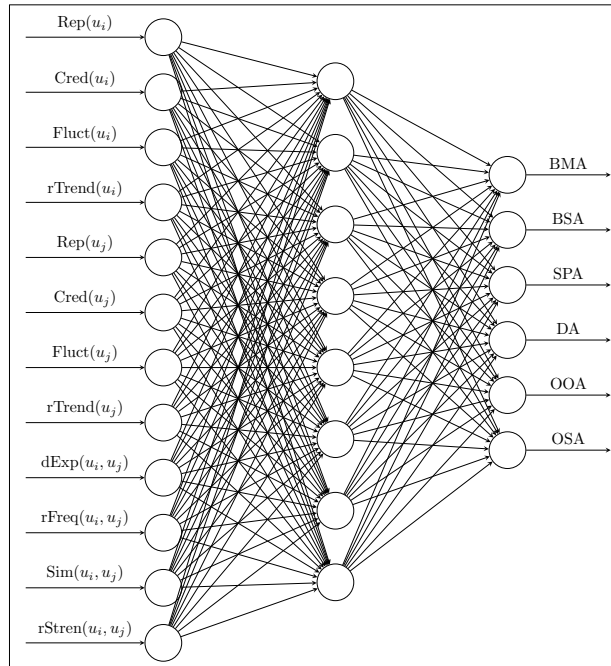 Rep(u_i)
Cred(u_i)
Fluct(u_i)
rTrend(u_i)
Rep(u_j)
Cred(u_j)
Fluct(u_j)
rTrend(u_j)
dExp(u_i, u_j)
rFreq(u_i, u_j)
Sim(u_i, u_j)
rStren(u_i, u_j)
BMA
BSA
SPA
DA
OOA
OSA